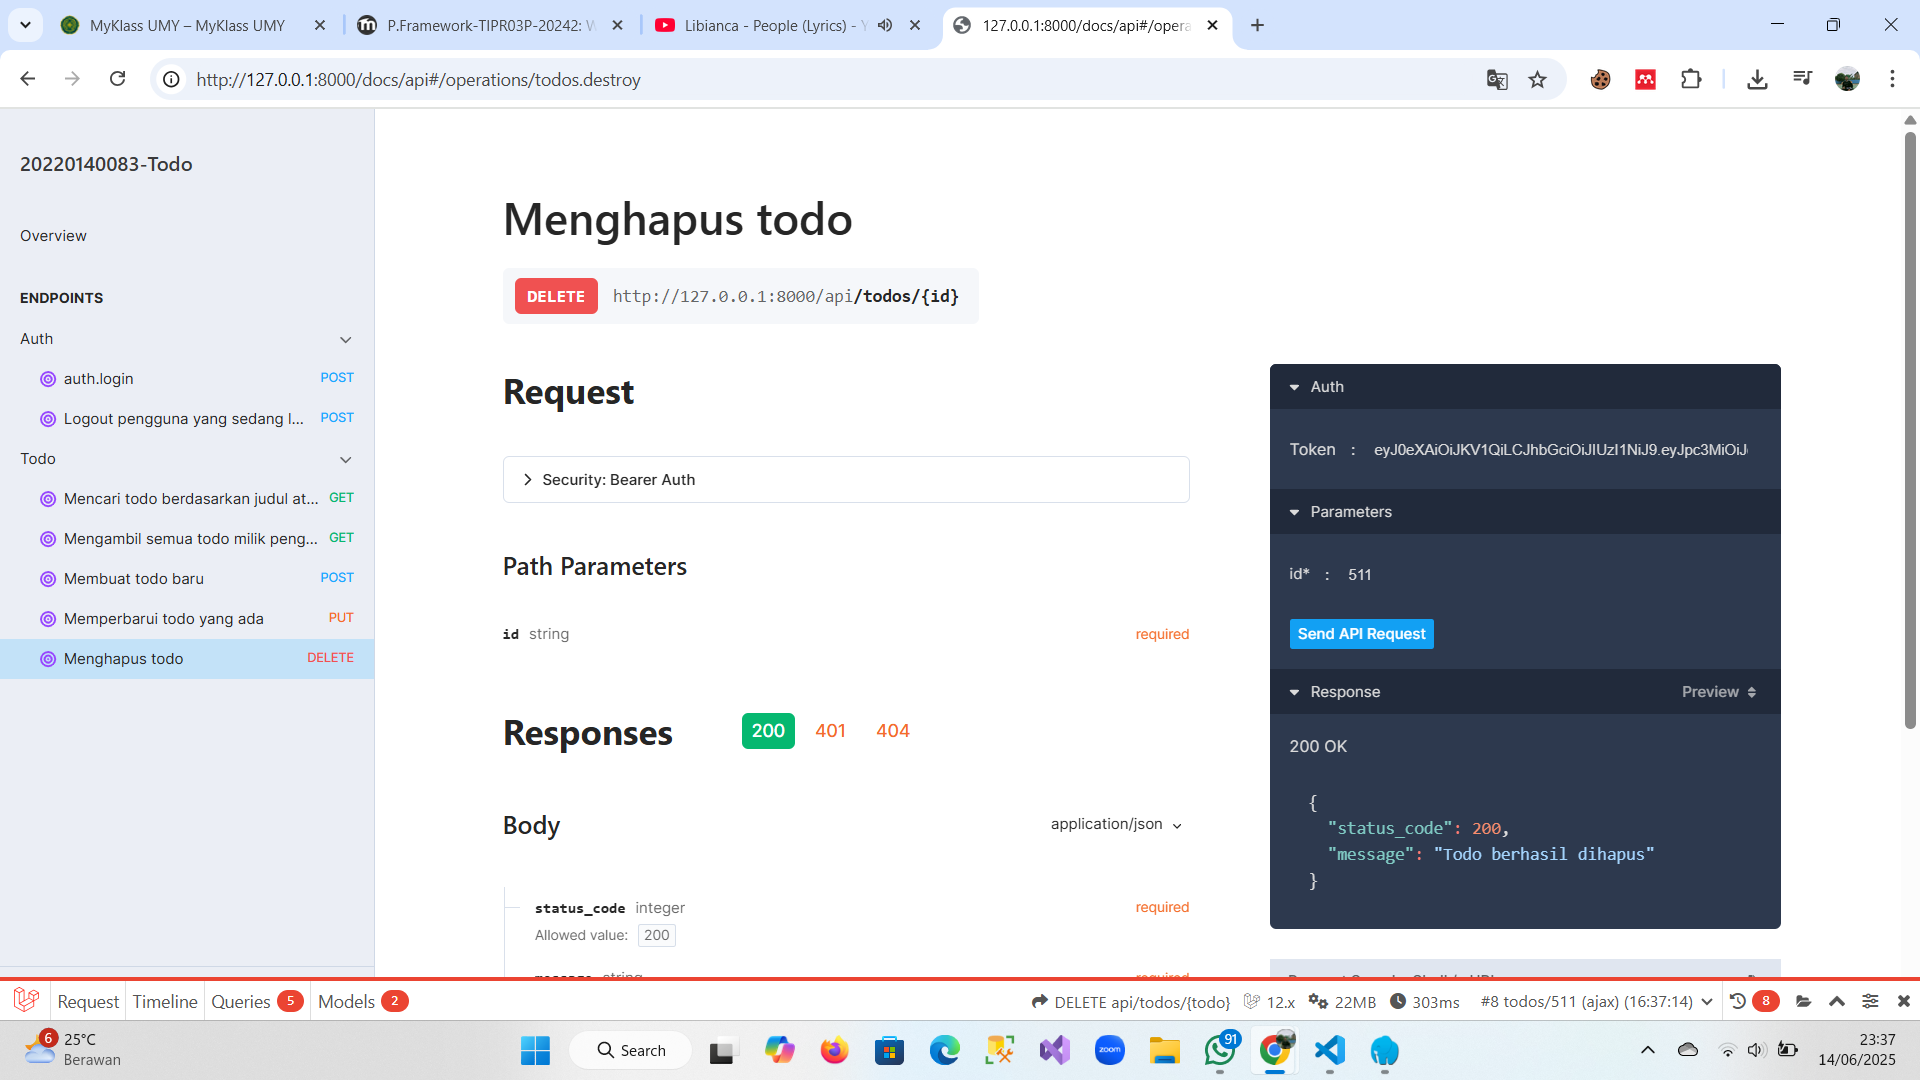 MyKlass UMY – MyKlass UMY
P.Framework-TIPR03P-20242: W
Libianca - People (Lyrics) - Y
127.0.0.1:8000/docs/api#/opera
http://127.0.0.1:8000/docs/api#/operations/todos.destroy
20220140083-Todo
Overview
ENDPOINTS
Auth
auth.login POST
Logout pengguna yang sedang l... POST
Todo
Mencari todo berdasarkan judul at... GET
Mengambil semua todo milik peng... GET
Membuat todo baru POST
Memperbarui todo yang ada PUT
Menghapus todo DELETE
Menghapus todo
DELETE http://127.0.0.1:8000/api/todos/{id}
Request
Security: Bearer Auth
Path Parameters
id string required
Responses 200 401 404
Body application/json
status_code integer required
Allowed value: 200
message string required
Auth
Token : eyJ0eXAiOiJKV1QiLCJhbGciOiJIUzI1NiJ9.eyJpc3MiOiJ
Parameters
id* : 511
Send API Request
Response Preview
200 OK
{
"status_code": 200,
"message": "Todo berhasil dihapus"
}
Request Timeline Queries 5 Models 2
DELETE api/todos/{todo} 12.x 22MB 303ms #8 todos/511 (ajax) (16:37:14) 8
6
25°C
Berawan
Search
zoom
91
23:37
14/06/2025